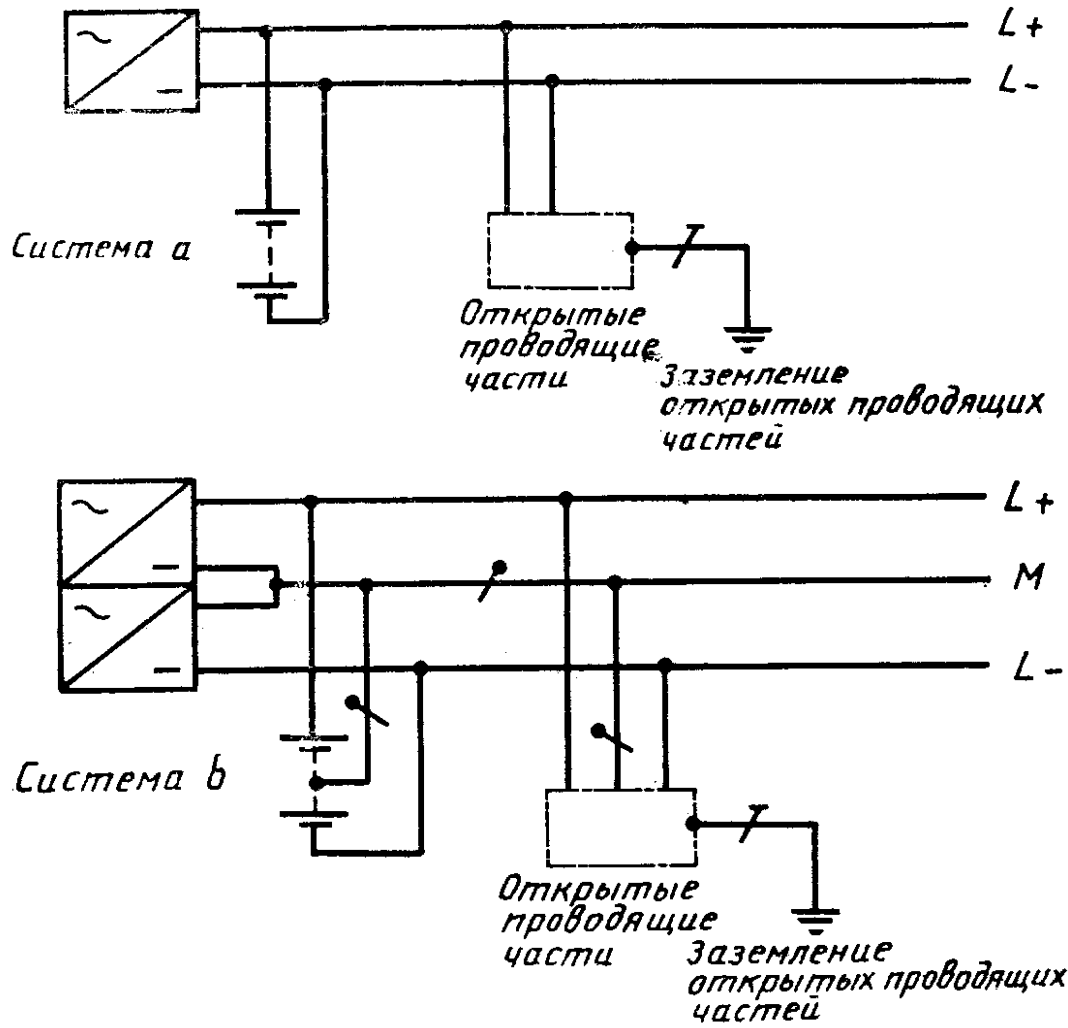 L+
L-
Система a
Открытые
проводящие
части
Заземление
открытых проводящих
частей
L+
M
L-
Система b
Открытые
проводящие
части
Заземление
открытых проводящих
частей